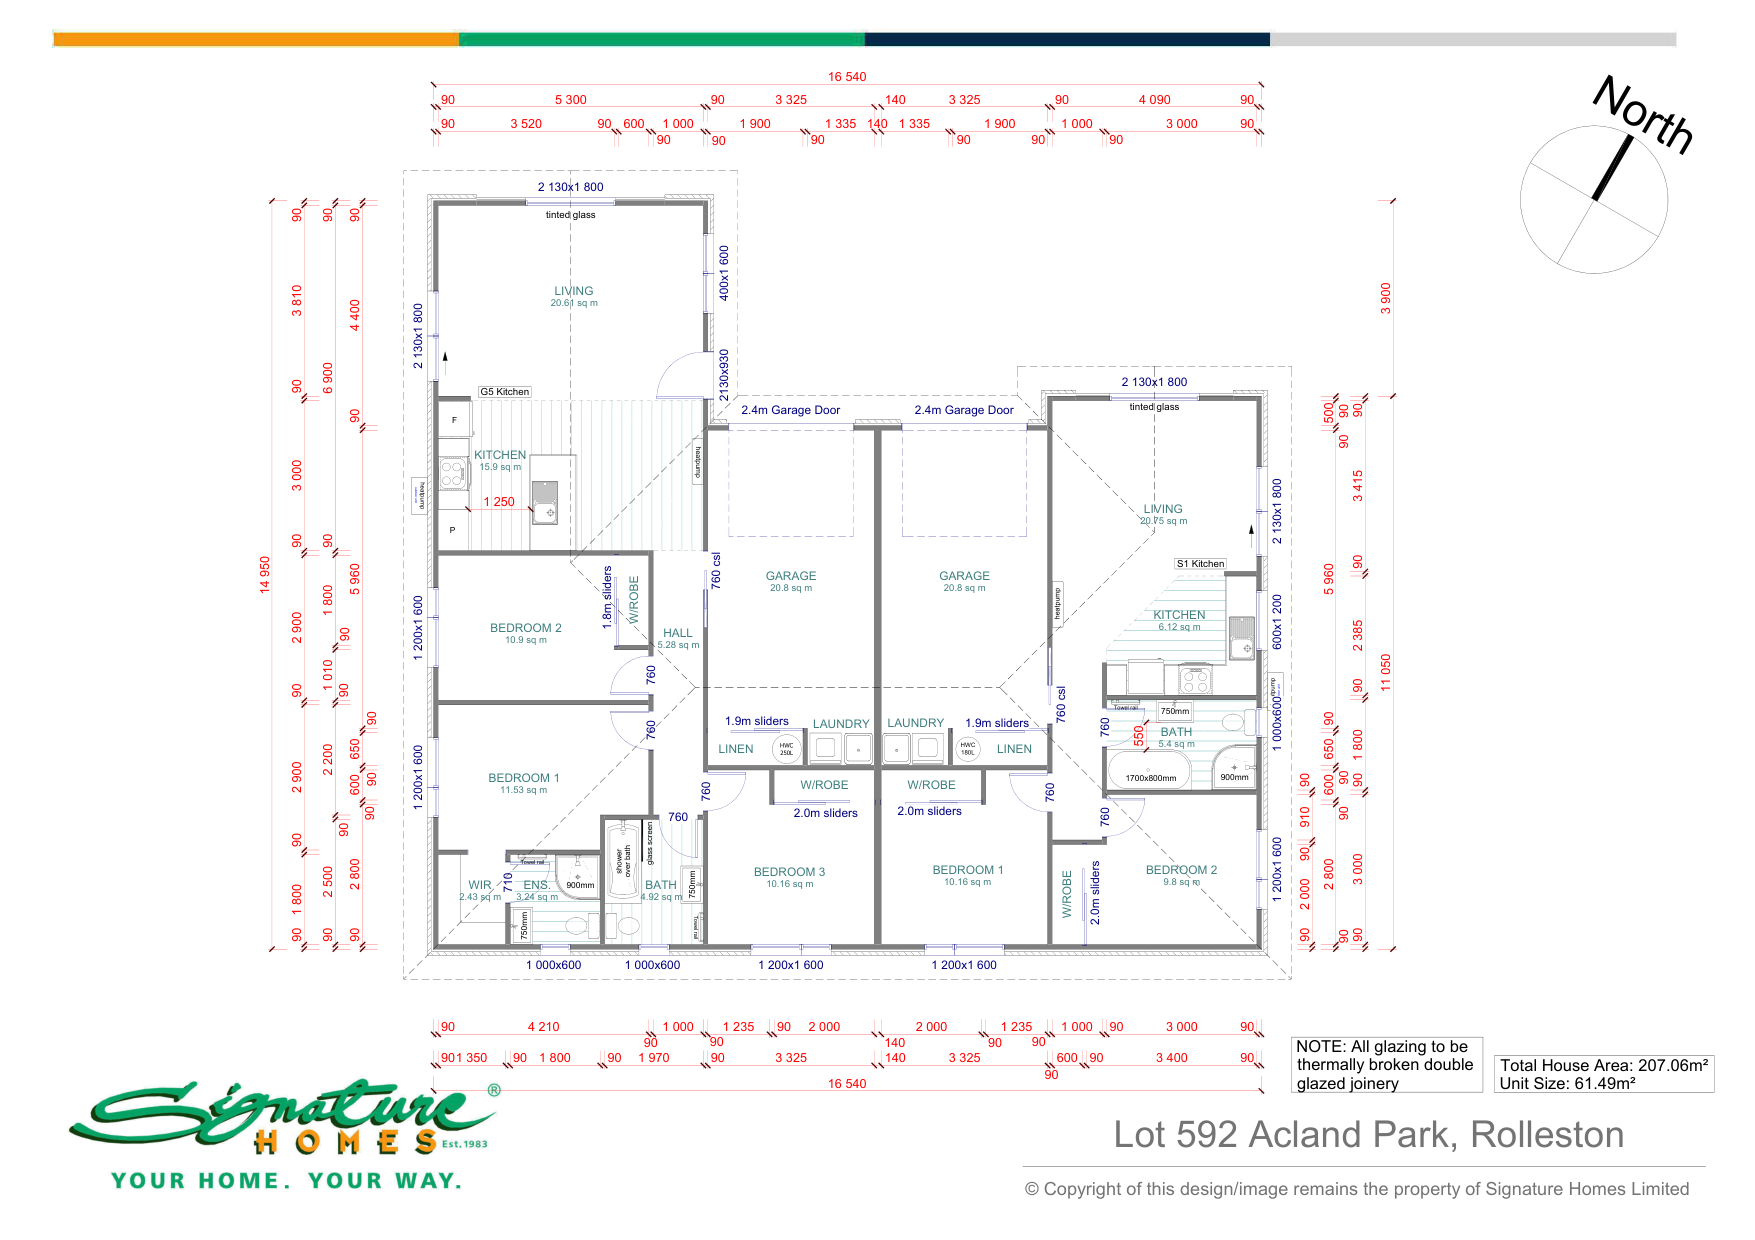 16 540
90 5 300 90 3 325 140 3 325 90 4 090 90
90 3 520 90 600 1 000 1 900 1 335 140 1 335 1 900 1 000 3 000 90
90 90 90 90 90 90
North
2 130x1 800
tinted glass
LIVING
20.61 sq m
400x1 600
2130x930
2 130x1 800
G5 Kitchen
F
KITCHEN
15.9 sq m
1 250
P
heatpump
heatpump
2.4m Garage Door
2.4m Garage Door
2 130x1 800
tinted glass
LIVING
20.75 sq m
2 130x1 800
S1 Kitchen
KITCHEN
6.12 sq m
600x1 200
heatpump
760 csl
GARAGE
20.8 sq m
GARAGE
20.8 sq m
1.8m sliders
W/ROBE
BEDROOM 2
10.9 sq m
1 200x1 600
HALL
5.28 sq m
760
760
760 csl
1.9m sliders
LAUNDRY
LAUNDRY
1.9m sliders
LINEN
HWC
250L
HWC
180L
LINEN
760
Towel rail
750mm
550
BATH
5.4 sq m
1 000x600
1700x800mm
900mm
BEDROOM 1
11.53 sq m
1 200x1 600
760
W/ROBE
2.0m sliders
W/ROBE
2.0m sliders
760
760
760
shower
over bath
glass screen
BEDROOM 3
10.16 sq m
BEDROOM 1
10.16 sq m
W/ROBE
2.0m sliders
BEDROOM 2
9.8 sq m
1 200x1 600
WIR
2.43 sq m
710
Towel rail
ENS.
3.24 sq m
900mm
750mm
BATH
4.92 sq m
750mm
Towel rail
1 000x600
1 000x600
1 200x1 600
1 200x1 600
14 950
90 3 810 90 3 000 90 2 900 90 2 900 90 1 800 90
90 6 900 90 1 800 90 1 010 90 2 200 90 2 500 90
90 4 400 90 5 960 90 650 600 90 90 2 800 90
3 900
11 050
500 90 90
90 3 415 90
5 960 2 385 90
90 650 1 800
90 600 90 90
910 90 90
2 000 2 800 3 000
90 90 90
90 4 210 1 000 1 235 90 2 000 2 000 1 235 1 000 90 3 000 90
90 90 140 90 90
90 1 350 90 1 800 90 1 970 90 3 325 140 3 325 600 90 3 400 90
90
16 540
NOTE: All glazing to be
thermally broken double
glazed joinery
Total House Area: 207.06m²
Unit Size: 61.49m²
Signature ®
HOMES Est.1983
YOUR HOME. YOUR WAY.
Lot 592 Acland Park, Rolleston
© Copyright of this design/image remains the property of Signature Homes Limited